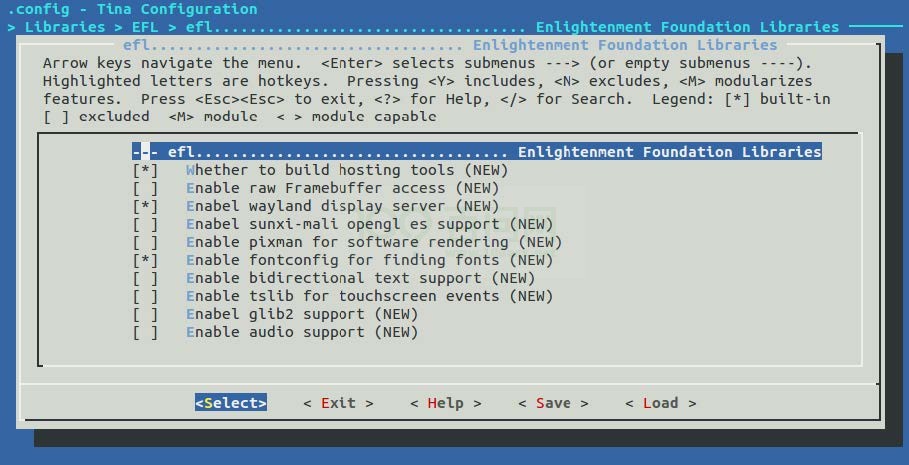 .config - Tina Configuration
> Libraries > EFL > efl.................................. Enlightenment Foundation Libraries
efl.................................. Enlightenment Foundation Libraries
Arrow keys navigate the menu.  <Enter> selects submenus ---> (or empty submenus ----).
Highlighted letters are hotkeys.  Pressing <Y> includes, <N> excludes, <M> modularizes
features.  Press <Esc><Esc> to exit, <?> for Help, </> for Search.  Legend: [*] built-in
[ ] excluded  <M> module  < > module capable
--- efl.................................. Enlightenment Foundation Libraries
[*]   Whether to build hosting tools (NEW)
[ ]   Enable raw Framebuffer access (NEW)
[*]   Enabel wayland display server (NEW)
[ ]   Enabel sunxi-mali opengl es support (NEW)
[ ]   Enable pixman for software rendering (NEW)
[*]   Enable fontconfig for finding fonts (NEW)
[ ]   Enable bidirectional text support (NEW)
[ ]   Enable tslib for touchscreen events (NEW)
[ ]   Enabel glib2 support (NEW)
[ ]   Enable audio support (NEW)
<Select>    < Exit >    < Help >    < Save >    < Load >